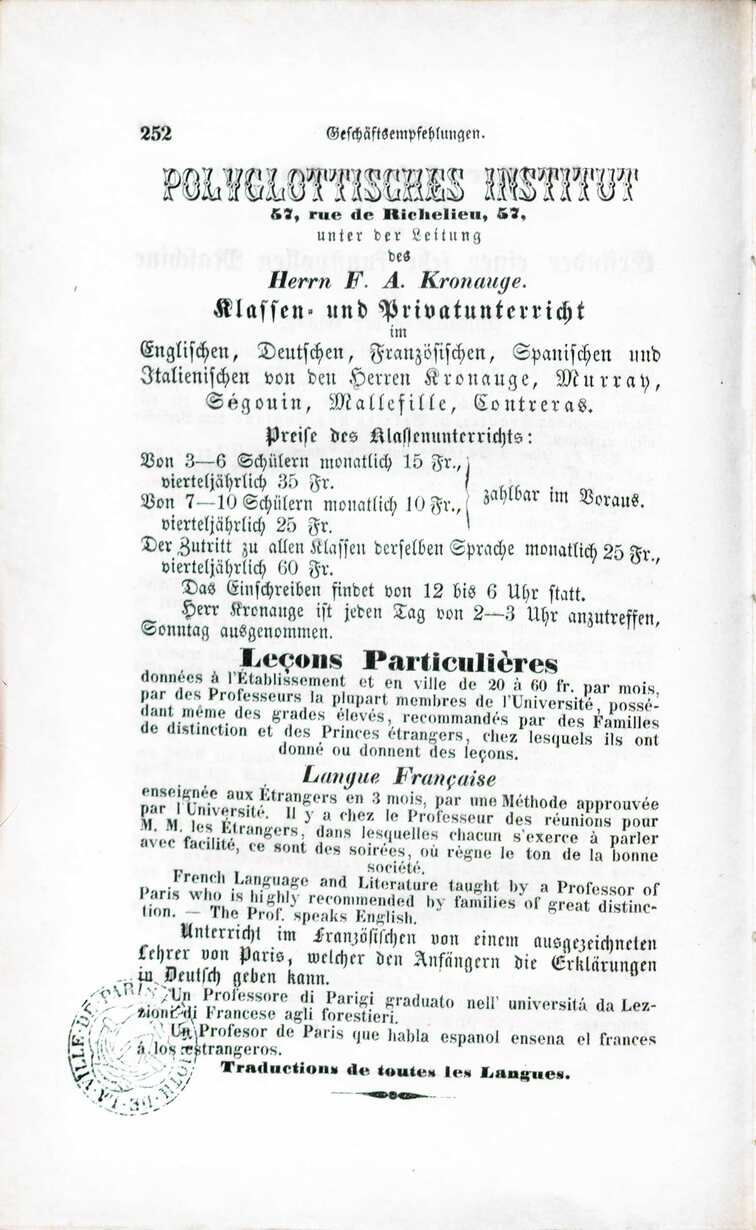 252
Geschäftsempfehlungen.
POLYGLOTTISCHES INSTITUT
57, rue de Richelieu, 57,
unter der Leitung
des
Herrn F. A. Kronauge.
Klassen- und Privatunterricht
im
Englischen, Deutschen, Französischen, Spanischen und
Italienischen von den Herren Kronauge, Murray,
Ségouin, Mallefille, Contreras.
Preise des Klassenunterrichts:
Von 3—6 Schülern monatlich 15 Fr.,
vierteljährlich 35 Fr.
Von 7—10 Schülern monatlich 10 Fr.,
vierteljährlich 25 Fr.
zahlbar im Voraus.
Der Zutritt zu allen Klassen derselben Sprache monatlich 25 Fr.,
vierteljährlich 60 Fr.
Das Einschreiben findet von 12 bis 6 Uhr statt.
Herr Kronauge ist jeden Tag von 2—3 Uhr anzutreffen,
Sonntag ausgenommen.
Leçons Particulières
données à l'Établissement et en ville de 20 à 60 fr. par mois,
par des Professeurs la plupart membres de l'Université, possé-
dant même des grades élevés, recommandés par des Familles
de distinction et des Princes étrangers, chez lesquels ils ont
donné ou donnent des leçons.
Langue Française
enseignée aux Étrangers en 3 mois, par une Méthode approuvée
par l'Université. Il y a chez le Professeur des réunions pour
M. M. les Étrangers, dans lesquelles chacun s'exerce à parler
avec facilité, ce sont des soirées, où règne le ton de la bonne
société.
French Language and Literature taught by a Professor of
Paris who is highly recommended by families of great distinc-
tion. — The Prof. speaks English.
Unterricht im Französischen von einem ausgezeichneten
Lehrer von Paris, welcher den Anfängern die Erklärungen
in Deutsch geben kann.
Un Professore di Parigi graduato nell' universitá da Lez-
zioni di Francese agli forestieri.
Un Profesor de Paris que habla espanol ensena el frances
á los estrangeros.
Traductions de toutes les Langues.
DE LA VILLE DE PARIS